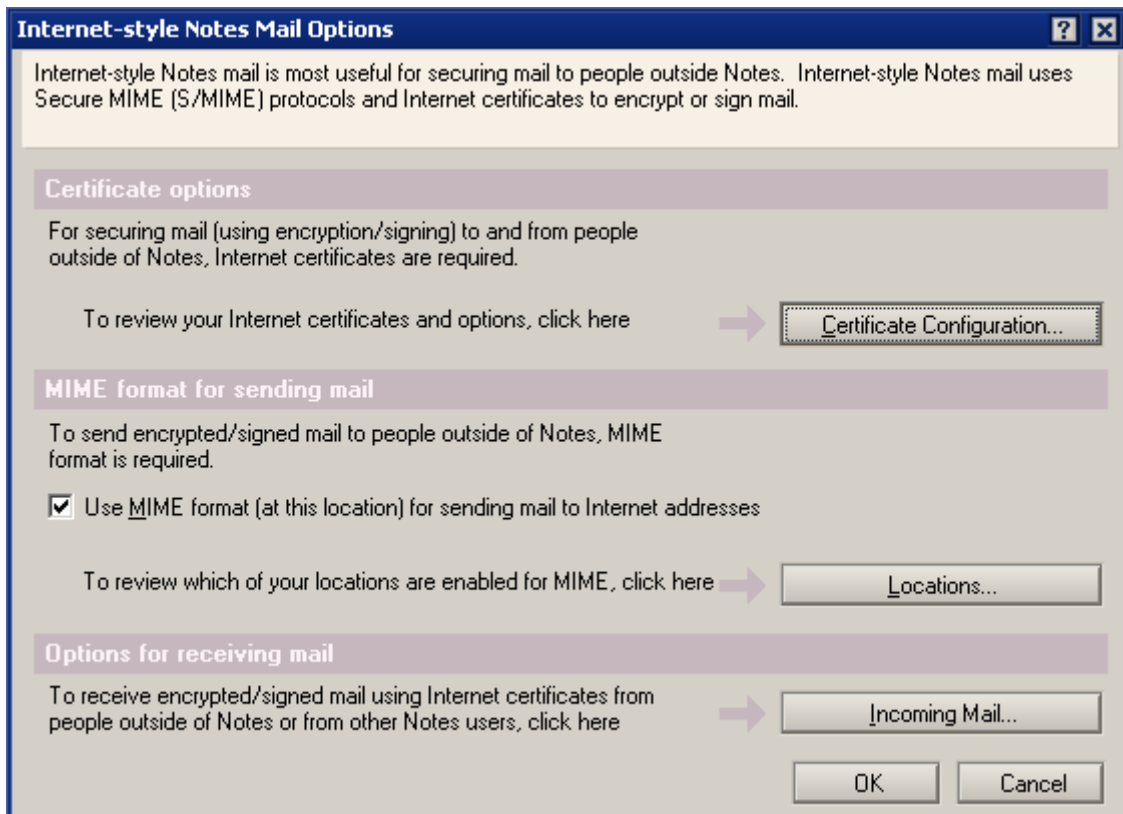 Internet-style Notes Mail Options
Internet-style Notes mail is most useful for securing mail to people outside Notes.  Internet-style Notes mail uses
Secure MIME (S/MIME) protocols and Internet certificates to encrypt or sign mail.
Certificate options
For securing mail (using encryption/signing) to and from people
outside of Notes, Internet certificates are required.
To review your Internet certificates and options, click here
Certificate Configuration...
MIME format for sending mail
To send encrypted/signed mail to people outside of Notes, MIME
format is required.
Use MIME format (at this location) for sending mail to Internet addresses
To review which of your locations are enabled for MIME, click here
Locations...
Options for receiving mail
To receive encrypted/signed mail using Internet certificates from
people outside of Notes or from other Notes users, click here
Incoming Mail...
OK
Cancel